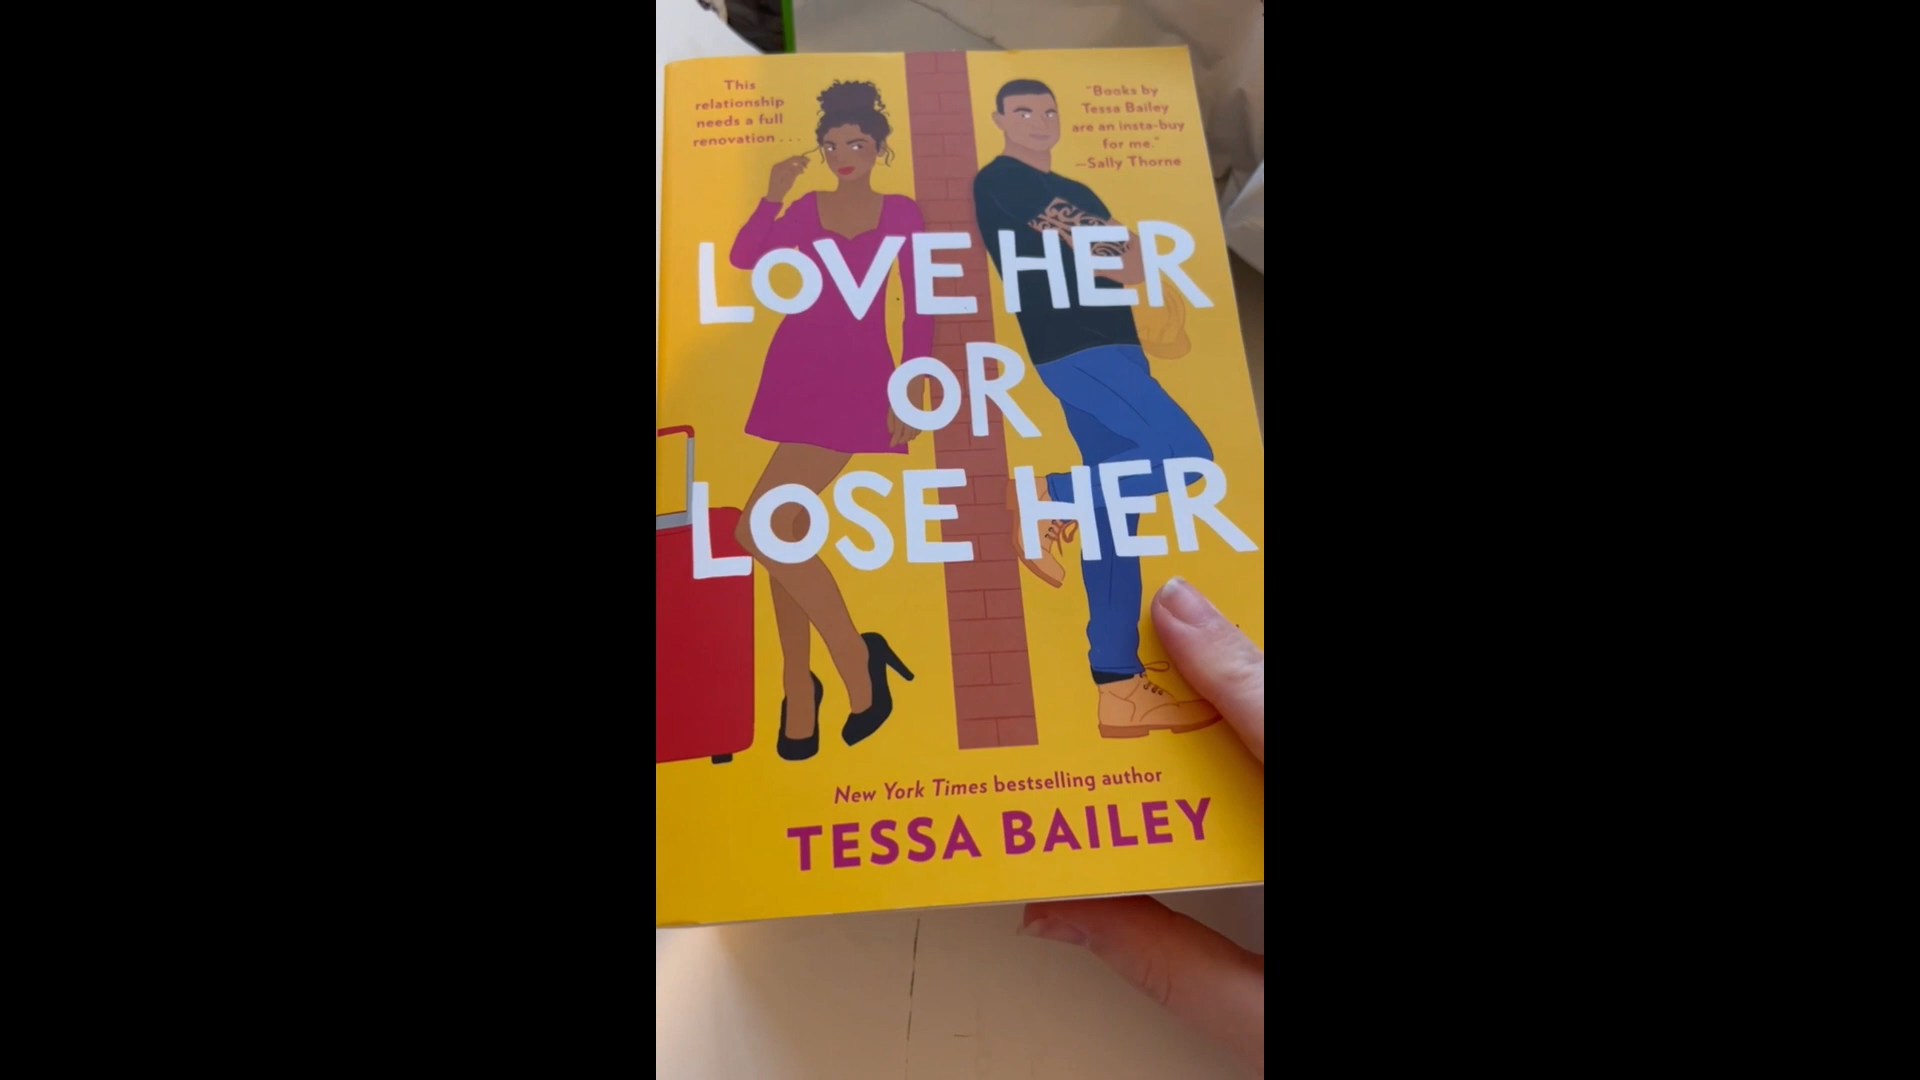 This
relationship
needs a full
renovation . . .
"Books by
Tessa Bailey
are an insta-buy
for me."
—Sally Thorne
LOVE HER
OR
LOSE HER
New York Times bestselling author
TESSA BAILEY